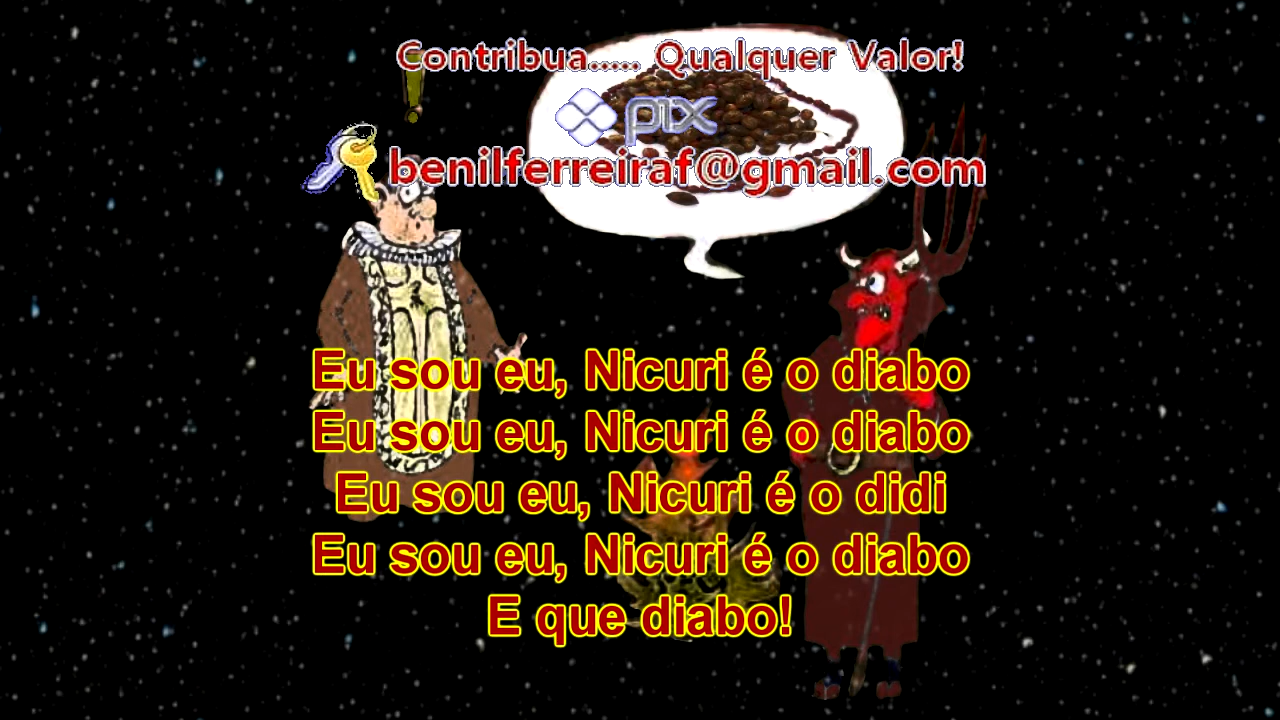 Contribua..... Qualquer Valor!
pix
benilferreiraf@gmail.com
Eu sou eu, Nicuri é o diabo
Eu sou eu, Nicuri é o diabo
Eu sou eu, Nicuri é o didi
Eu sou eu, Nicuri é o diabo
E que diabo!